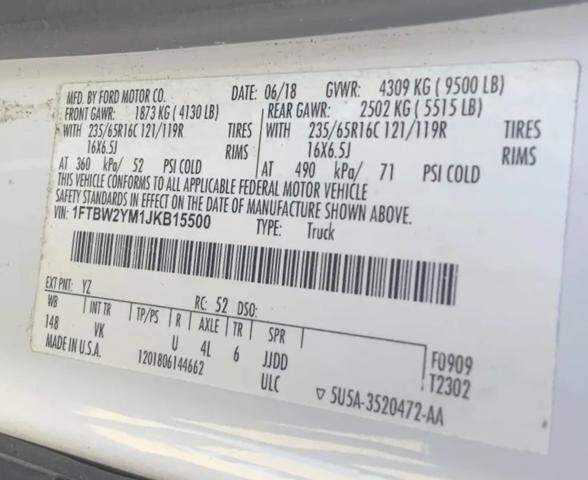 MFD. BY FORD MOTOR CO. DATE: 06/18 GVWR: 4309 KG ( 9500 LB)
FRONT GAWR: 1873 KG ( 4130 LB) REAR GAWR: 2502 KG ( 5515 LB)
WITH 235/65R16C 121/119R TIRES WITH 235/65R16C 121/119R TIRES
16X6.5J RIMS 16X6.5J RIMS
AT 360 kPa/ 52 PSI COLD AT 490 kPa/ 71 PSI COLD
THIS VEHICLE CONFORMS TO ALL APPLICABLE FEDERAL MOTOR VEHICLE
SAFETY STANDARDS IN EFFECT ON THE DATE OF MANUFACTURE SHOWN ABOVE.
VIN: 1FTBW2YM1JKB15500 TYPE: Truck
EXT PNT: YZ RC: 52 DSO:
WB INT TR TP/PS R AXLE TR SPR
148 VK U 4L 6 JJDD F0909
MADE IN U.S.A. 1201806144662 ULC T2302
▽ 5U5A-3520472-AA